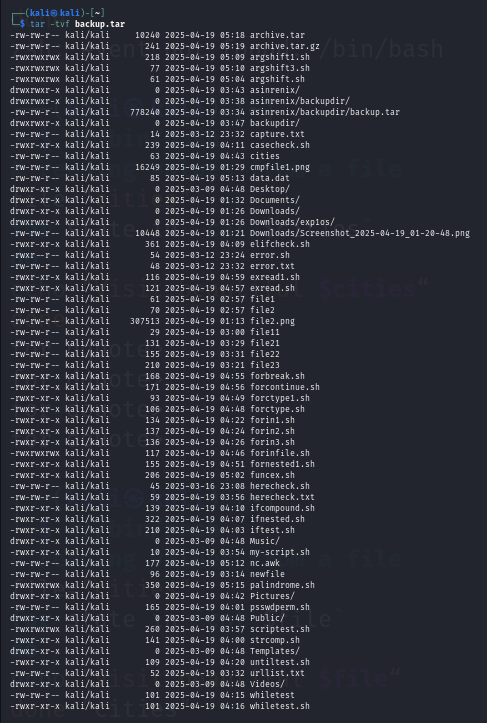 ┌──(kali㉿kali)-[~]
└─$ tar -tvf backup.tar
-rw-rw-r-- kali/kali 10240 2025-04-19 05:18 archive.tar
-rw-rw-r-- kali/kali 241 2025-04-19 05:19 archive.tar.gz
-rwxrwxrwx kali/kali 218 2025-04-19 05:09 argshift1.sh
-rwxr-xr-x kali/kali 77 2025-04-19 05:10 argshift3.sh
-rwxr-xr-x kali/kali 61 2025-04-19 05:04 argshift.sh
drwxrwxr-x kali/kali 0 2025-04-19 03:43 asinrenix/
drwxrwxr-x kali/kali 0 2025-04-19 03:38 asinrenix/backupdir/
-rw-rw-r-- kali/kali 778240 2025-04-19 03:34 asinrenix/backupdir/backup.tar
drwxr-xr-x kali/kali 0 2025-04-19 03:47 backupdir/
-rw-rw-r-- kali/kali 14 2025-03-12 23:32 capture.txt
-rwxr-xr-x kali/kali 239 2025-04-19 04:11 casecheck.sh
-rw-rw-r-- kali/kali 63 2025-04-19 04:43 cities
-rw-rw-r-- kali/kali 16249 2025-04-19 01:29 cmpfile1.png
-rw-rw-r-- kali/kali 85 2025-04-19 05:13 data.dat
drwxr-xr-x kali/kali 0 2025-03-09 04:48 Desktop/
drwxr-xr-x kali/kali 0 2025-04-19 01:32 Documents/
drwxr-xr-x kali/kali 0 2025-04-19 01:26 Downloads/
drwxrwxr-x kali/kali 0 2025-04-19 01:26 Downloads/exp1os/
-rw-rw-r-- kali/kali 10448 2025-04-19 01:21 Downloads/Screenshot_2025-04-19_01-20-48.png
-rwxr-xr-x kali/kali 361 2025-04-19 04:09 elifcheck.sh
-rwxr--r-- kali/kali 54 2025-03-12 23:24 error.sh
-rw-rw-r-- kali/kali 48 2025-03-12 23:32 error.txt
-rwxr-xr-x kali/kali 116 2025-04-19 04:59 exread1.sh
-rwxr-xr-x kali/kali 121 2025-04-19 04:57 exread.sh
-rw-rw-r-- kali/kali 61 2025-04-19 02:57 file1
-rw-rw-r-- kali/kali 70 2025-04-19 02:57 file2
-rw-rw-r-- kali/kali 307513 2025-04-19 01:13 file2.png
-rw-rw-r-- kali/kali 29 2025-04-19 03:00 file11
-rw-rw-r-- kali/kali 131 2025-04-19 03:29 file21
-rw-rw-r-- kali/kali 155 2025-04-19 03:31 file22
-rw-rw-r-- kali/kali 210 2025-04-19 03:21 file23
-rwxr-xr-x kali/kali 168 2025-04-19 04:55 forbreak.sh
-rwxr-xr-x kali/kali 171 2025-04-19 04:56 forcontinue.sh
-rwxr-xr-x kali/kali 93 2025-04-19 04:49 forctype1.sh
-rwxr-xr-x kali/kali 106 2025-04-19 04:48 forctype.sh
-rwxr-xr-x kali/kali 134 2025-04-19 04:22 forin1.sh
-rwxr-xr-x kali/kali 137 2025-04-19 04:24 forin2.sh
-rwxr-xr-x kali/kali 136 2025-04-19 04:26 forin3.sh
-rwxrwxrwx kali/kali 117 2025-04-19 04:46 forinfile.sh
-rwxr-xr-x kali/kali 155 2025-04-19 04:51 fornested1.sh
-rwxr-xr-x kali/kali 206 2025-04-19 05:02 funcex.sh
-rwxr-xr-x kali/kali 45 2025-03-16 23:08 herecheck.sh
-rw-rw-r-- kali/kali 59 2025-04-19 03:56 herecheck.txt
-rwxr-xr-x kali/kali 139 2025-04-19 04:10 ifcompound.sh
-rwxr-xr-x kali/kali 322 2025-04-19 04:07 ifnested.sh
-rwxr-xr-x kali/kali 210 2025-04-19 04:03 iftest.sh
drwxr-xr-x kali/kali 0 2025-03-09 04:48 Music/
-rwxr-xr-x kali/kali 10 2025-04-19 03:54 my-script.sh
-rw-rw-r-- kali/kali 177 2025-04-19 05:12 nc.awk
-rw-rw-r-- kali/kali 96 2025-04-19 03:14 newfile
-rwxrwxrwx kali/kali 350 2025-04-19 05:15 palindrome.sh
drwxr-xr-x kali/kali 0 2025-04-19 04:42 Pictures/
-rwxr-xr-x kali/kali 165 2025-04-19 04:01 psswdperm.sh
drwxr-xr-x kali/kali 0 2025-03-09 04:48 Public/
-rwxrwxrwx kali/kali 260 2025-04-19 03:57 scriptest.sh
-rwxr-xr-x kali/kali 141 2025-04-19 04:00 strcomp.sh
drwxr-xr-x kali/kali 0 2025-03-09 04:48 Templates/
-rwxr-xr-x kali/kali 109 2025-04-19 04:20 untiltest.sh
-rw-rw-r-- kali/kali 52 2025-04-19 03:32 urllist.txt
drwxr-xr-x kali/kali 0 2025-03-09 04:48 Videos/
-rw-rw-r-- kali/kali 101 2025-04-19 04:15 whiletest
-rwxr-xr-x kali/kali 101 2025-04-19 04:16 whiletest.sh